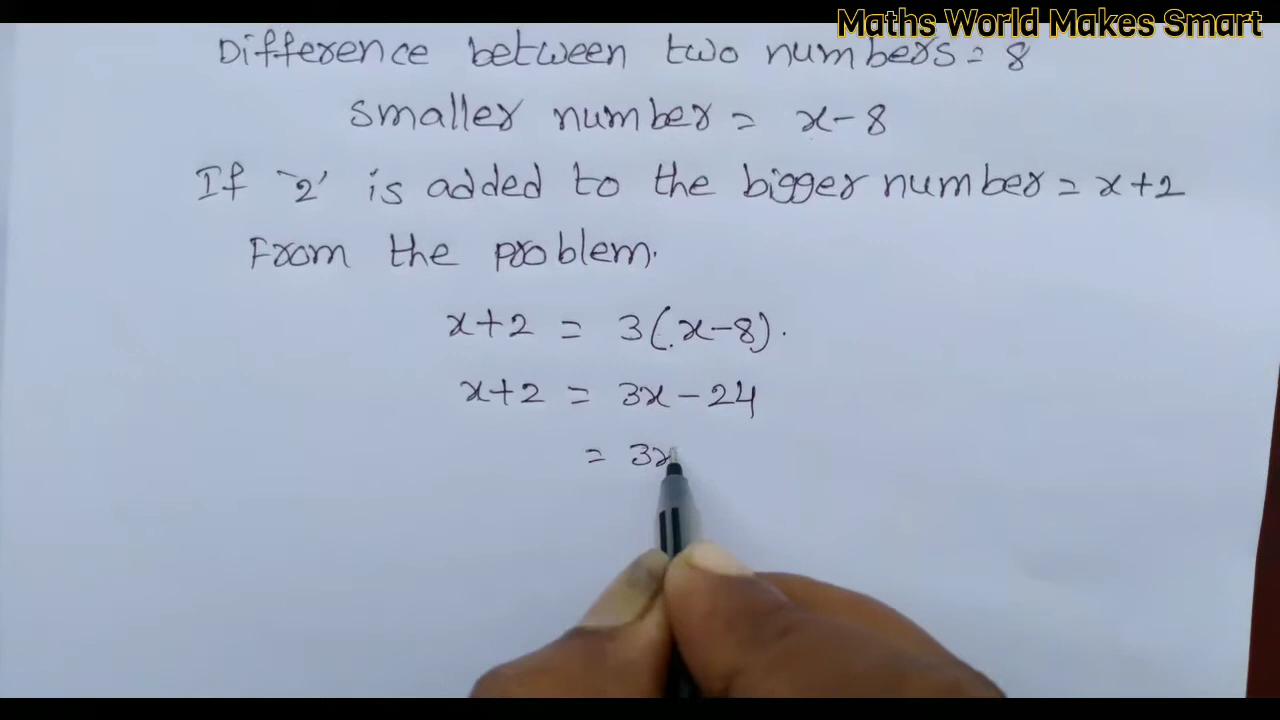 Maths World Makes Smart
Difference between two numbers = 8
smaller number = x-8
If '2' is added to the bigger number = x+2
From the problem.
x+2 = 3(x-8).
x+2 = 3x-24
= 3x